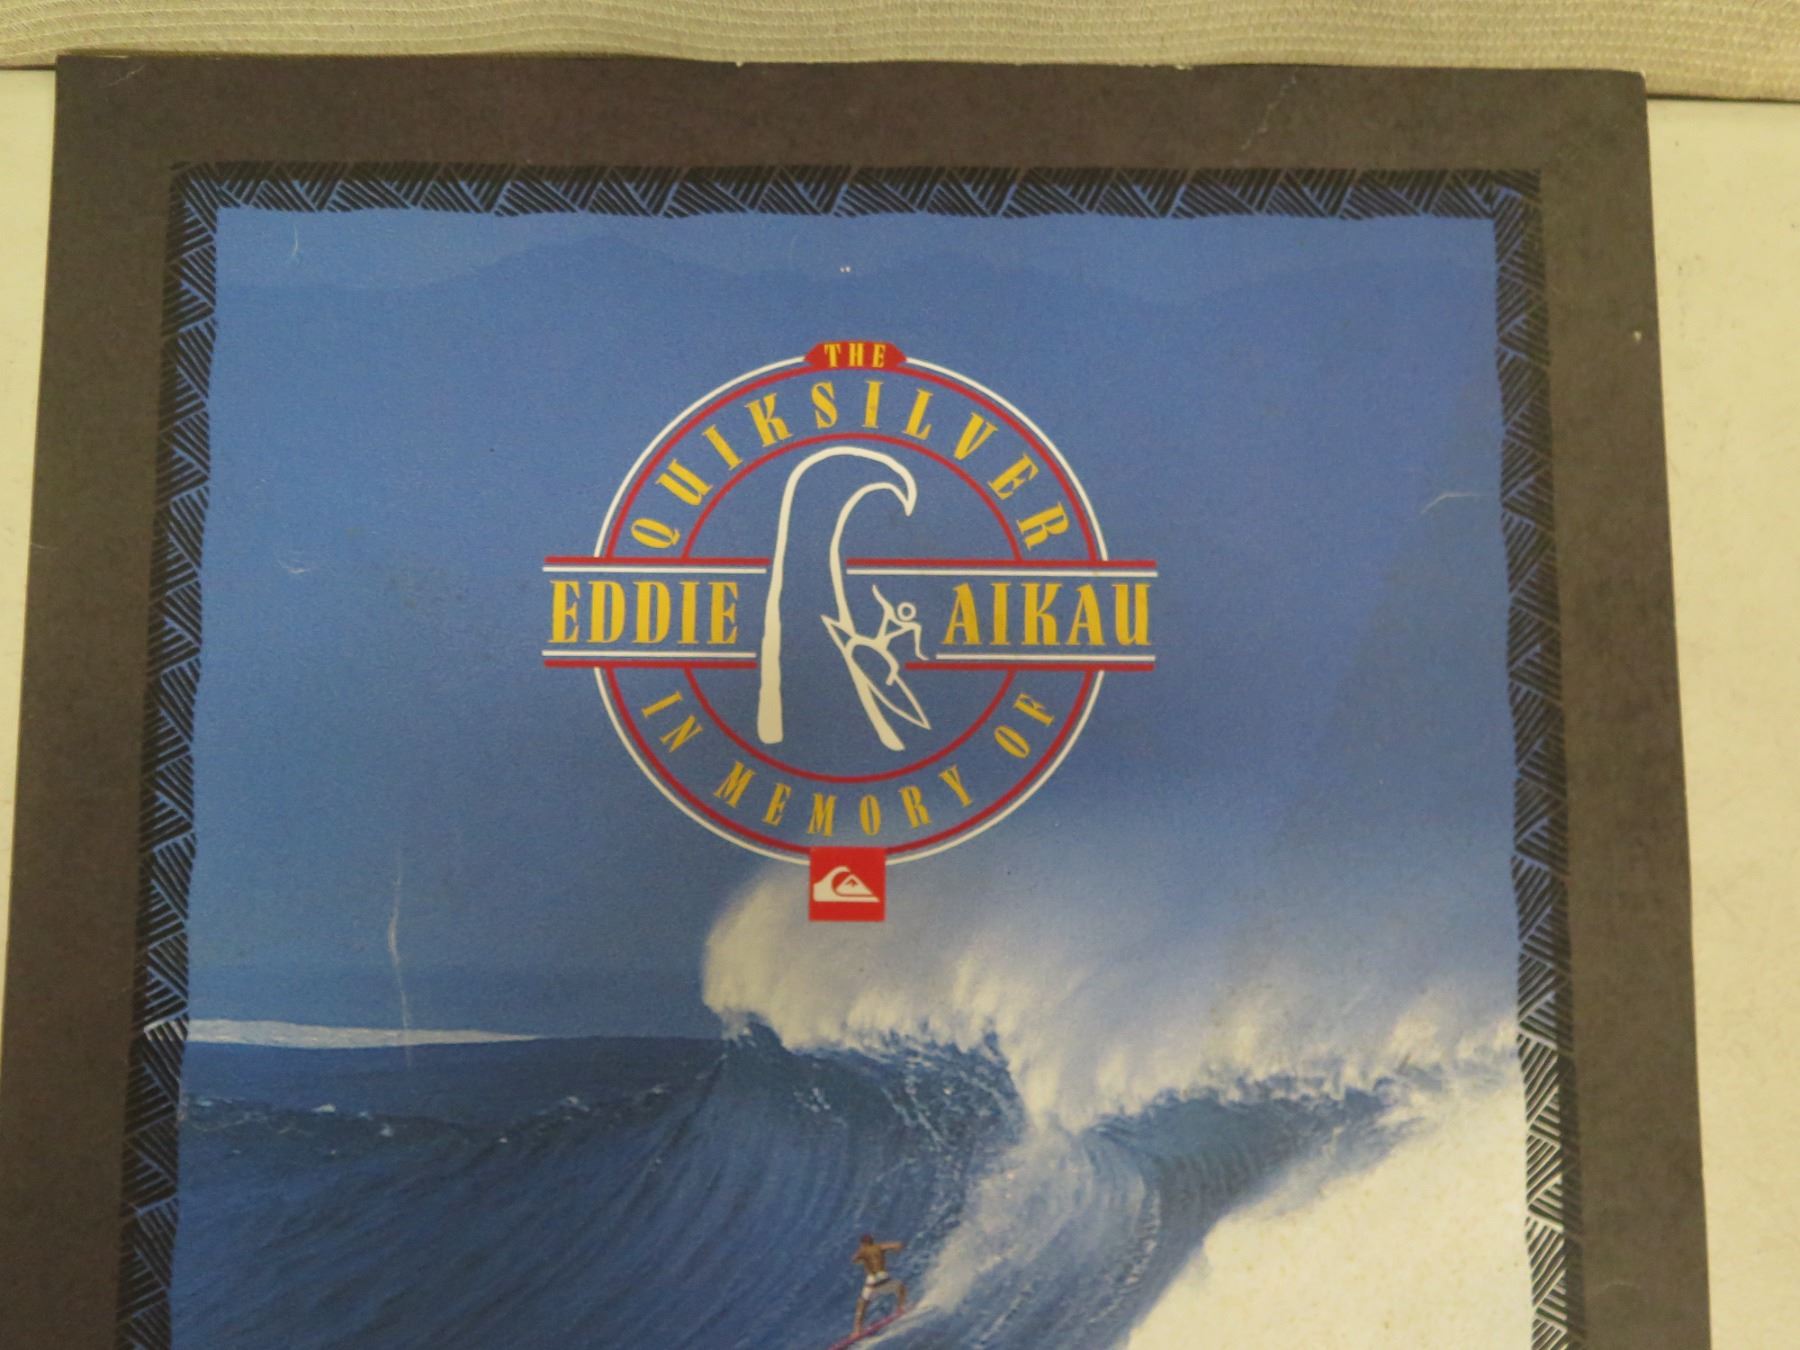 THE
QUIKSILVER
EDDIE AIKAU
IN MEMORY OF